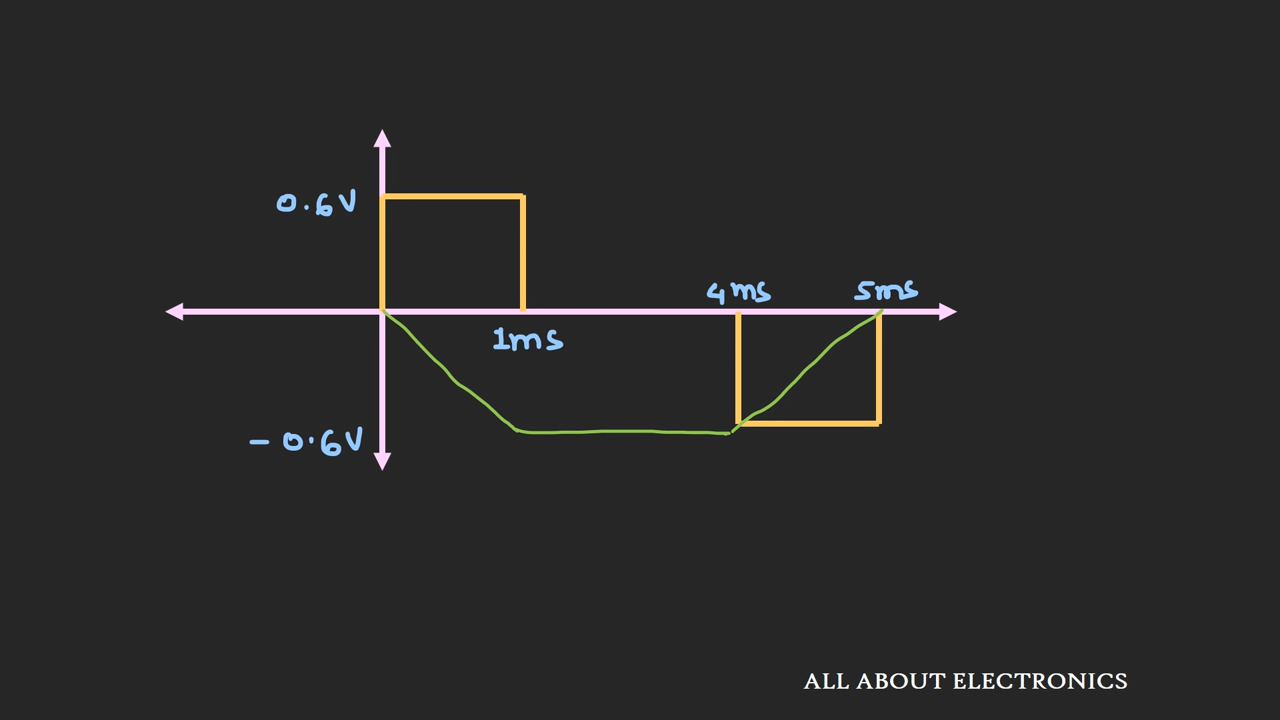 0.6V
4ms
5ms
1ms
- 0.6V
ALL ABOUT ELECTRONICS